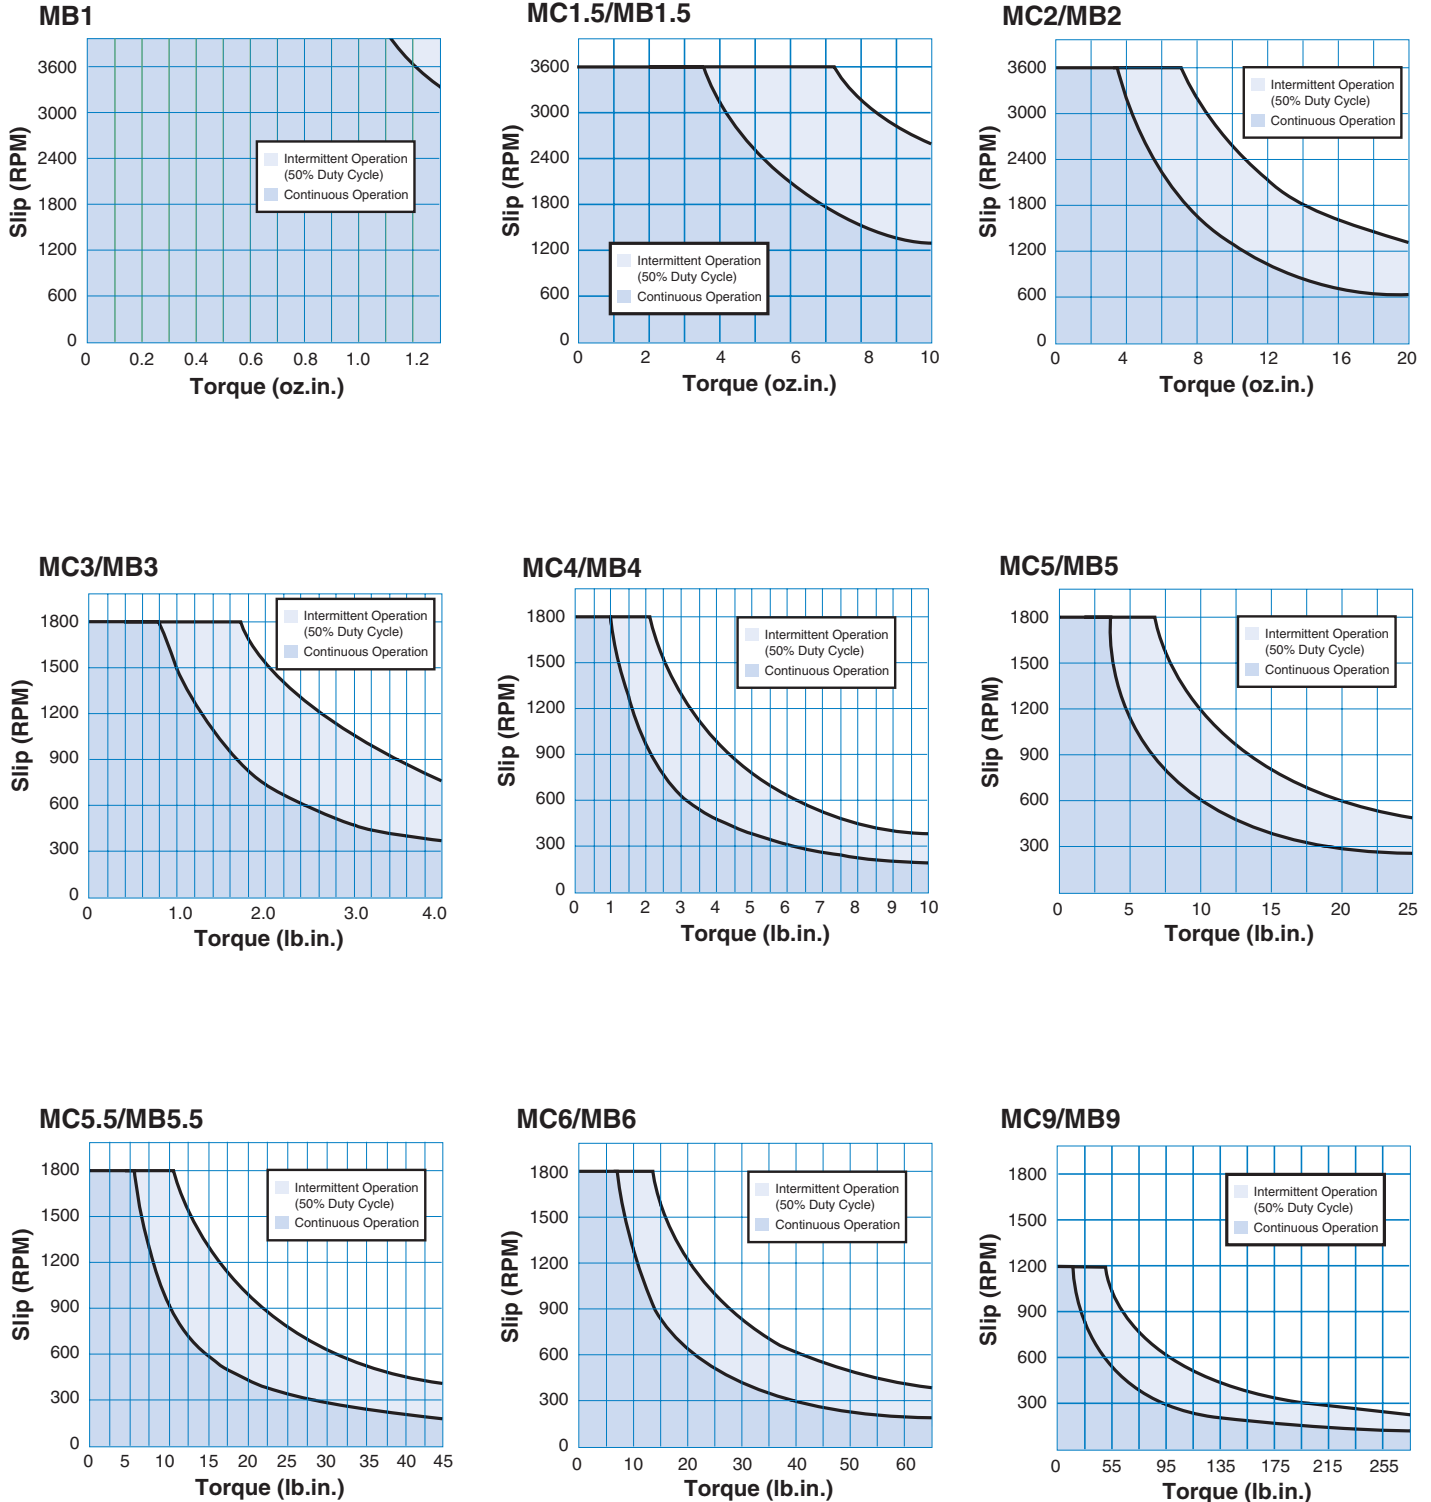 MB1
3600
3000
2400
1800
1200
600
0
Slip (RPM)
Intermittent Operation
(50% Duty Cycle)
Continuous Operation
0 0.2 0.4 0.6 0.8 1.0 1.2
Torque (oz.in.)
MC1.5/MB1.5
3600
3000
2400
1800
1200
600
0
Slip (RPM)
Intermittent Operation
(50% Duty Cycle)
Continuous Operation
0 2 4 6 8 10
Torque (oz.in.)
MC2/MB2
3600
3000
2400
1800
1200
600
0
Slip (RPM)
Intermittent Operation
(50% Duty Cycle)
Continuous Operation
0 4 8 12 16 20
Torque (oz.in.)
MC3/MB3
1800
1500
1200
900
600
300
0
Slip (RPM)
Intermittent Operation
(50% Duty Cycle)
Continuous Operation
0 1.0 2.0 3.0 4.0
Torque (lb.in.)
MC4/MB4
1800
1500
1200
900
600
300
0
Slip (RPM)
Intermittent Operation
(50% Duty Cycle)
Continuous Operation
0 1 2 3 4 5 6 7 8 9 10
Torque (lb.in.)
MC5/MB5
1800
1500
1200
900
600
300
Slip (RPM)
Intermittent Operation
(50% Duty Cycle)
Continuous Operation
0 5 10 15 20 25
Torque (lb.in.)
MC5.5/MB5.5
1800
1500
1200
900
600
300
0
Slip (RPM)
Intermittent Operation
(50% Duty Cycle)
Continuous Operation
0 5 10 15 20 25 30 35 40 45
Torque (lb.in.)
MC6/MB6
1800
1500
1200
900
600
300
0
Slip (RPM)
Intermittent Operation
(50% Duty Cycle)
Continuous Operation
0 10 20 30 40 50 60
Torque (lb.in.)
MC9/MB9
1800
1500
1200
900
600
300
Slip (RPM)
Intermittent Operation
(50% Duty Cycle)
Continuous Operation
0 55 95 135 175 215 255
Torque (lb.in.)